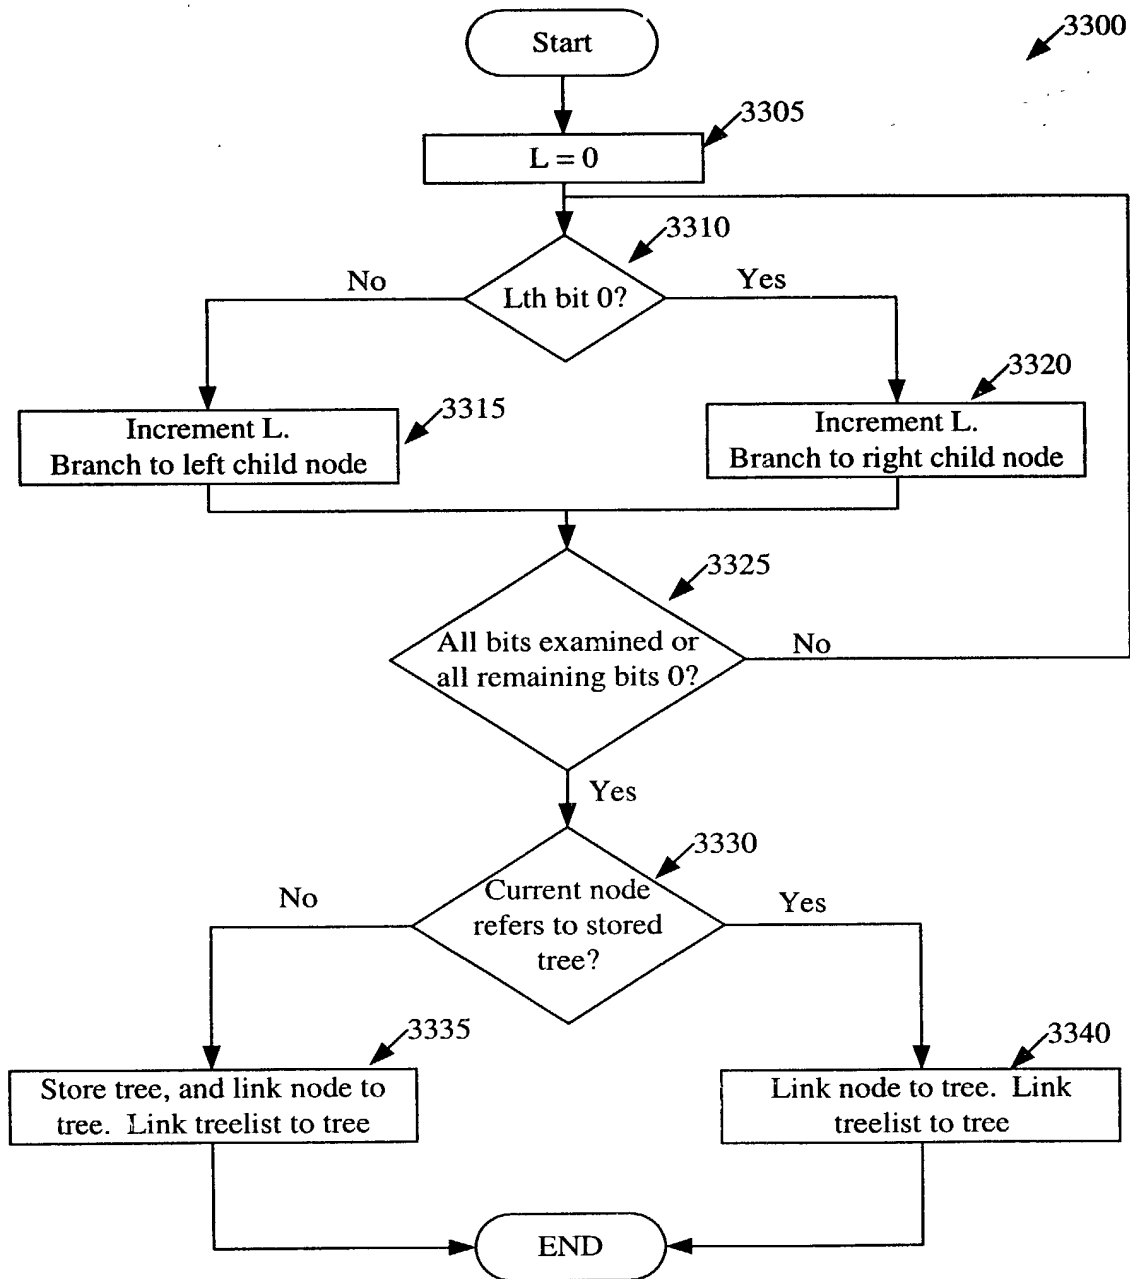 3300
Start
3305
L = 0
3310
Lth bit 0?
No
Yes
3315
Increment L.
Branch to left child node
3320
Increment L.
Branch to right child node
3325
All bits examined or
all remaining bits 0?
No
Yes
3330
Current node
refers to stored
tree?
No
Yes
3335
Store tree, and link node to
tree. Link treelist to tree
3340
Link node to tree. Link
treelist to tree
END